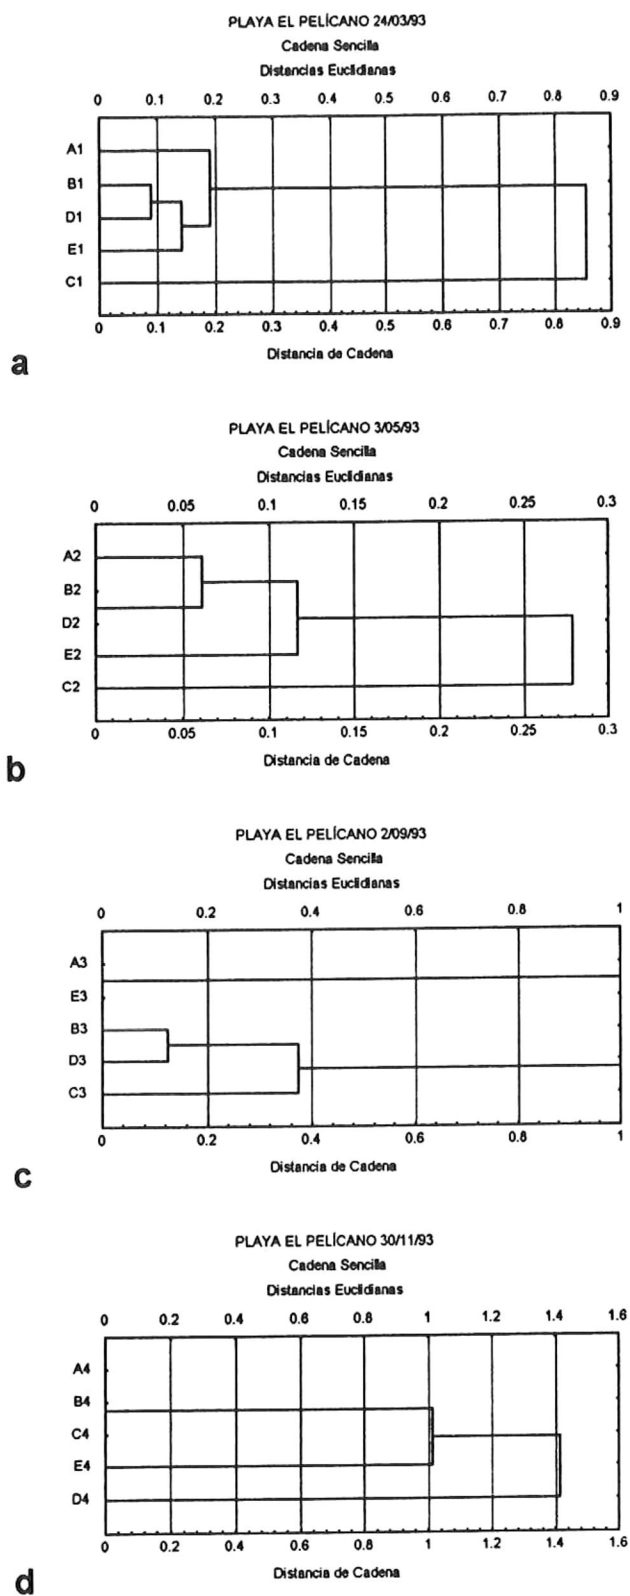 PLAYA EL PELÍCANO 24/03/93
Cadena Sencilla
Distancias Euclidianas
0 0.1 0.2 0.3 0.4 0.5 0.6 0.7 0.8 0.9
A1
B1
D1
E1
C1
0 0.1 0.2 0.3 0.4 0.5 0.6 0.7 0.8 0.9
Distancia de Cadena
a
PLAYA EL PELÍCANO 3/05/93
Cadena Sencilla
Distancias Euclidianas
0 0.05 0.1 0.15 0.2 0.25 0.3
A2
B2
D2
E2
C2
0 0.05 0.1 0.15 0.2 0.25 0.3
Distancia de Cadena
b
PLAYA EL PELÍCANO 2/09/93
Cadena Sencilla
Distancias Euclidianas
0 0.2 0.4 0.6 0.8 1
A3
E3
B3
D3
C3
0 0.2 0.4 0.6 0.8 1
Distancia de Cadena
c
PLAYA EL PELÍCANO 30/11/93
Cadena Sencilla
Distancias Euclidianas
0 0.2 0.4 0.6 0.8 1 1.2 1.4 1.6
A4
B4
C4
E4
D4
0 0.2 0.4 0.6 0.8 1 1.2 1.4 1.6
Distancia de Cadena
d